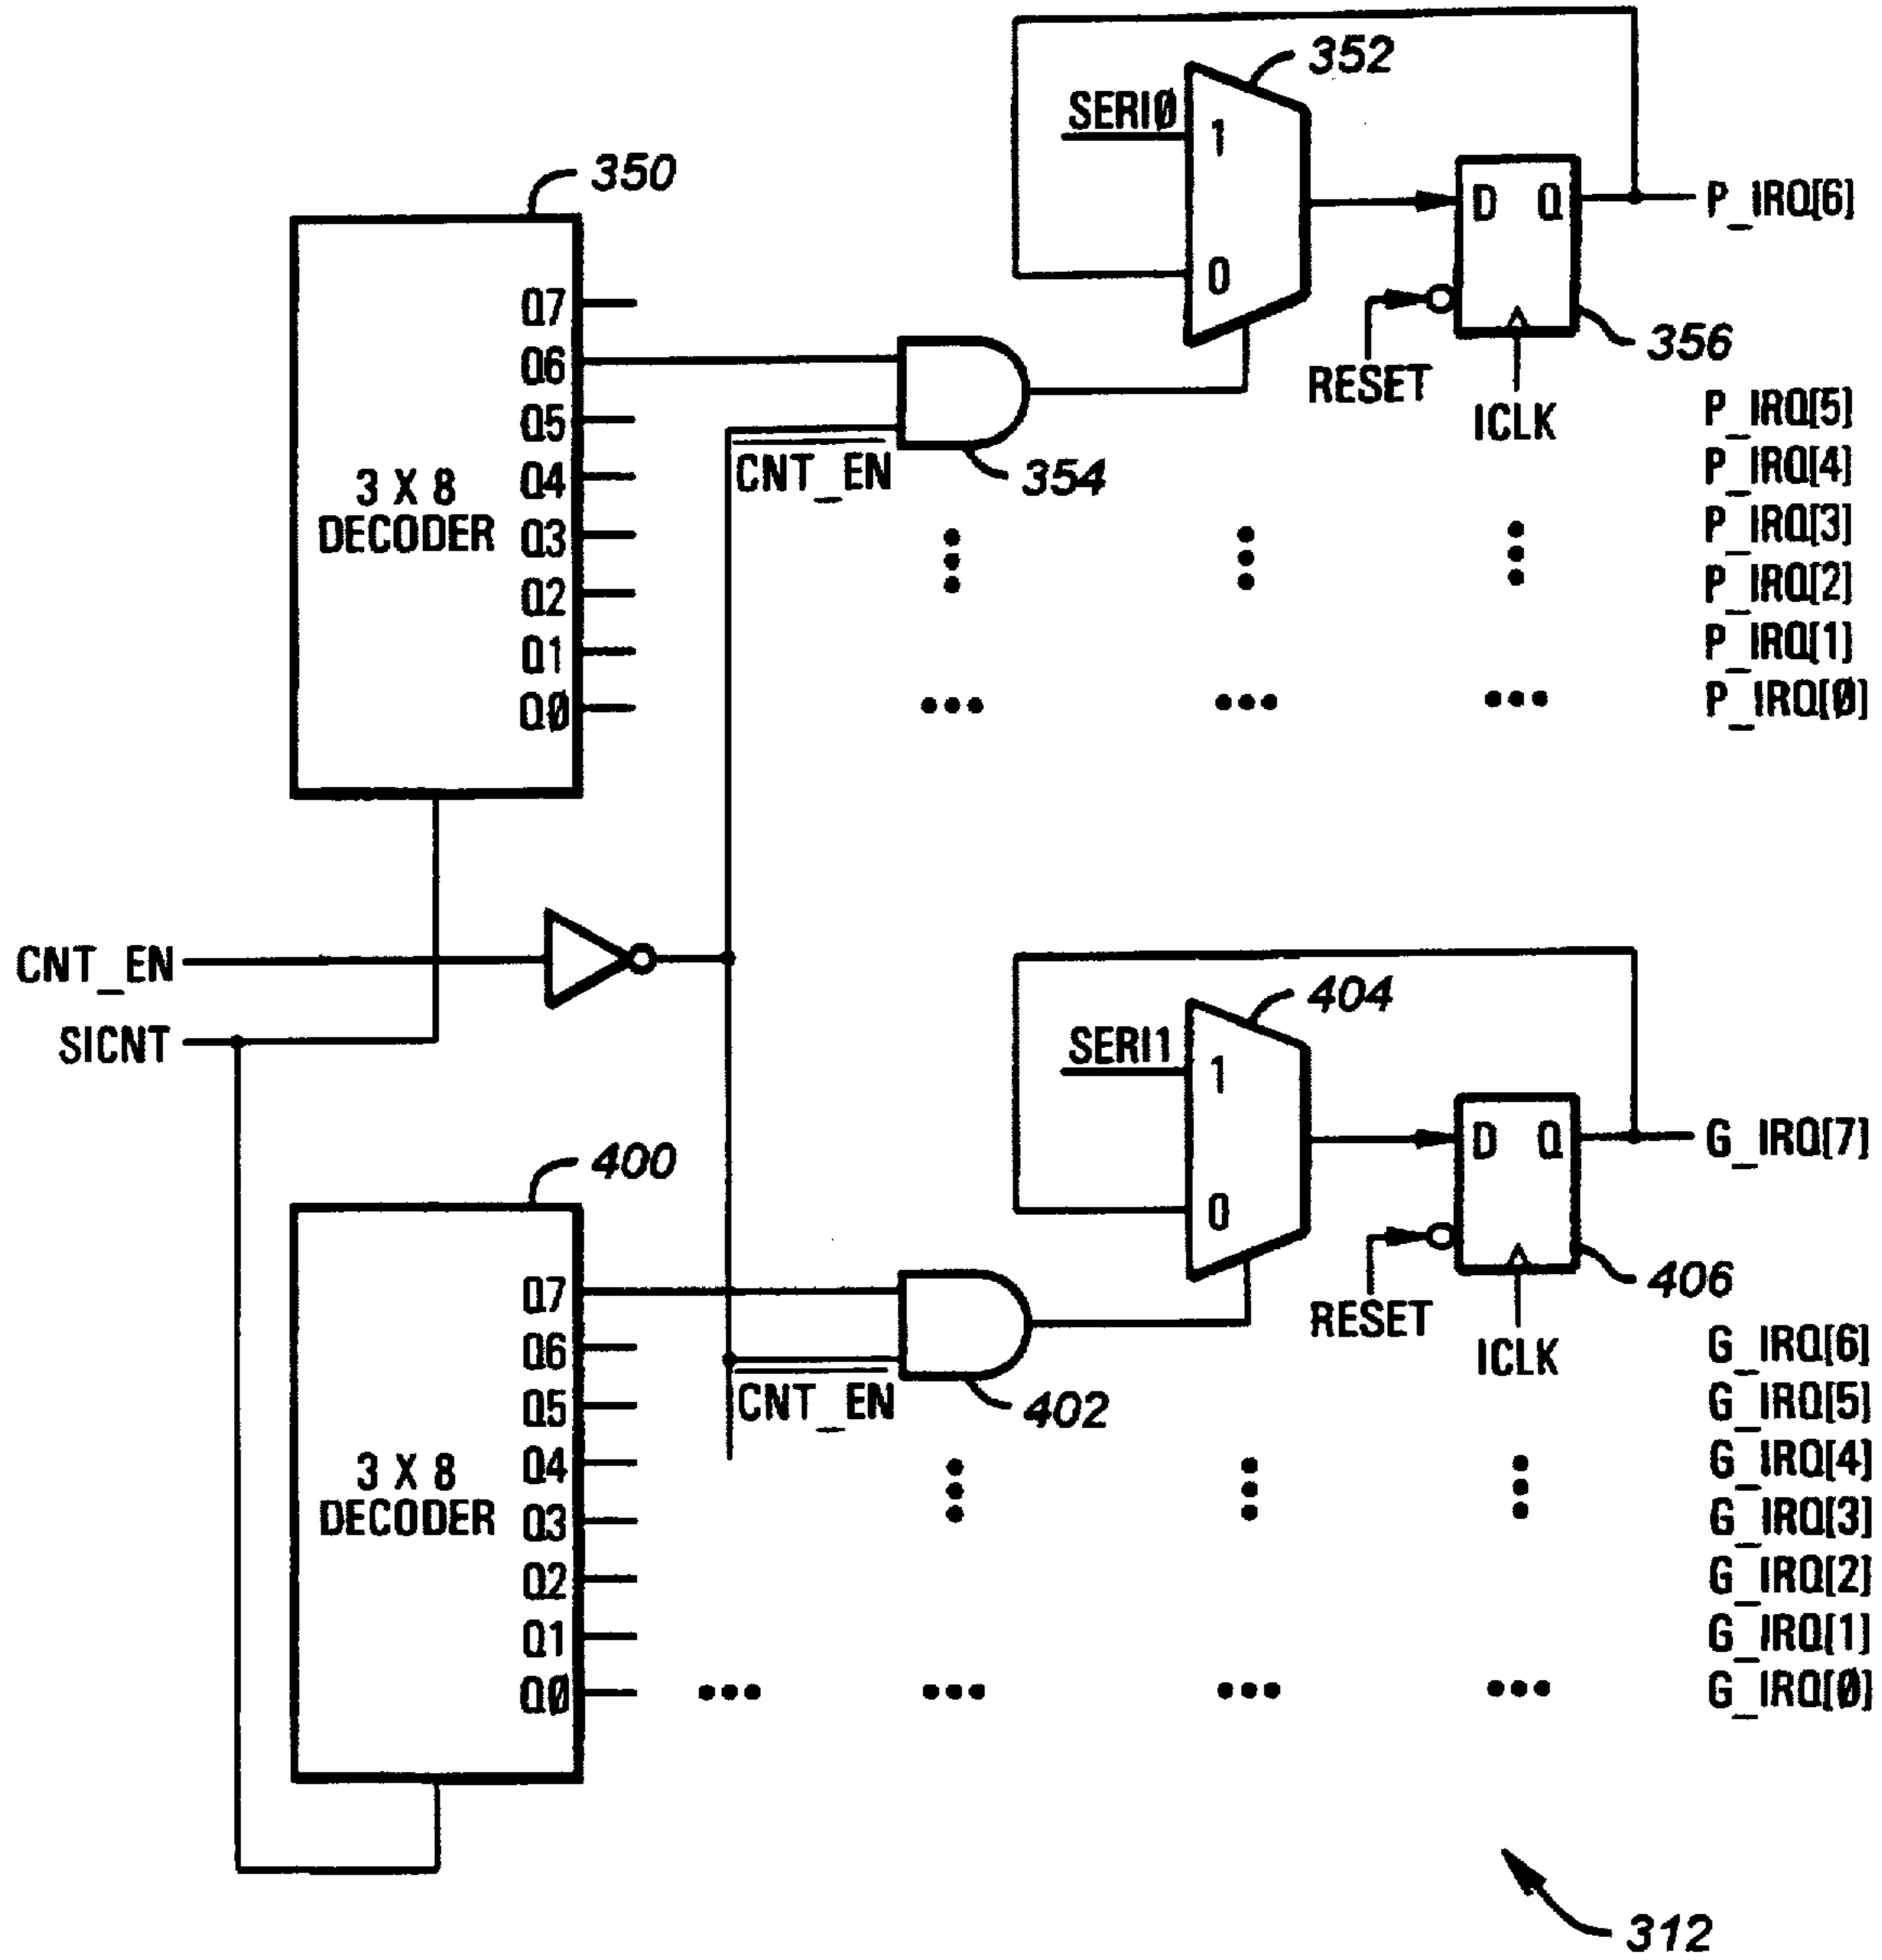 352
SERIØ
1
0
D Q
P_IRQ[6]
RESET
ICLK
356
350
Q7
Q6
Q5
Q4
Q3
Q2
Q1
QØ
3 X 8
DECODER
CNT_EN
354
P_IRQ[5]
P_IRQ[4]
P_IRQ[3]
P_IRQ[2]
P_IRQ[1]
P_IRQ[Ø]
CNT_EN
SICNT
404
SERI1
1
0
D Q
G_IRQ[7]
RESET
ICLK
406
400
Q7
Q6
Q5
Q4
Q3
Q2
Q1
QØ
3 X 8
DECODER
CNT_EN
402
G_IRQ[6]
G_IRQ[5]
G_IRQ[4]
G_IRQ[3]
G_IRQ[2]
G_IRQ[1]
G_IRQ[Ø]
312